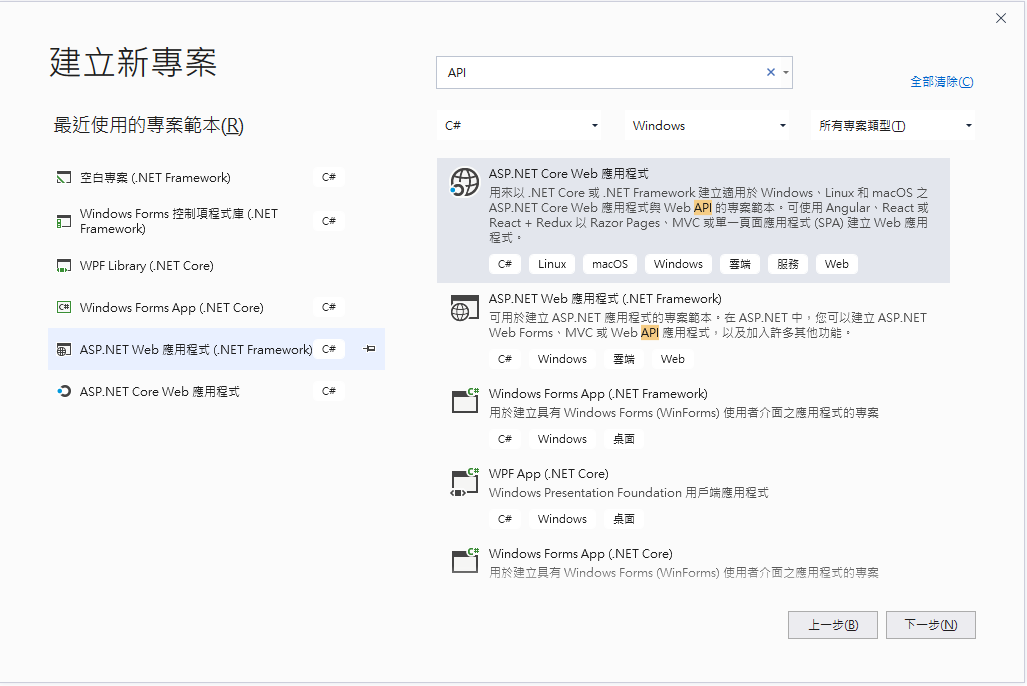 建立新專案
最近使用的專案範本(R)
空白專案 (.NET Framework)
C#
Windows Forms 控制項程式庫 (.NET
Framework)
C#
WPF Library (.NET Core)
Windows Forms App (.NET Core)
C#
ASP.NET Web 應用程式 (.NET Framework)
C#
ASP.NET Core Web 應用程式
C#
API
全部清除(C)
C#
Windows
所有專案類型(T)
ASP.NET Core Web 應用程式
用來以 .NET Core 或 .NET Framework 建立適用於 Windows、Linux 和 macOS 之
ASP.NET Core Web 應用程式與 Web API 的專案範本。可使用 Angular、React 或
React + Redux 以 Razor Pages、MVC 或單一頁面應用程式 (SPA) 建立 Web 應用
程式。
C# Linux macOS Windows 雲端 服務 Web
ASP.NET Web 應用程式 (.NET Framework)
可用於建立 ASP.NET 應用程式的專案範本。在 ASP.NET 中，您可以建立 ASP.NET
Web Forms、MVC 或 Web API 應用程式，以及加入許多其他功能。
C# Windows 雲端 Web
C#
Windows Forms App (.NET Framework)
用於建立具有 Windows Forms (WinForms) 使用者介面之應用程式的專案
C# Windows 桌面
C#
WPF App (.NET Core)
Windows Presentation Foundation 用戶端應用程式
C# Windows 桌面
C#
Windows Forms App (.NET Core)
用於建立具有 Windows Forms (WinForms) 使用者介面之應用程式的專案
上一步(B)
下一步(N)